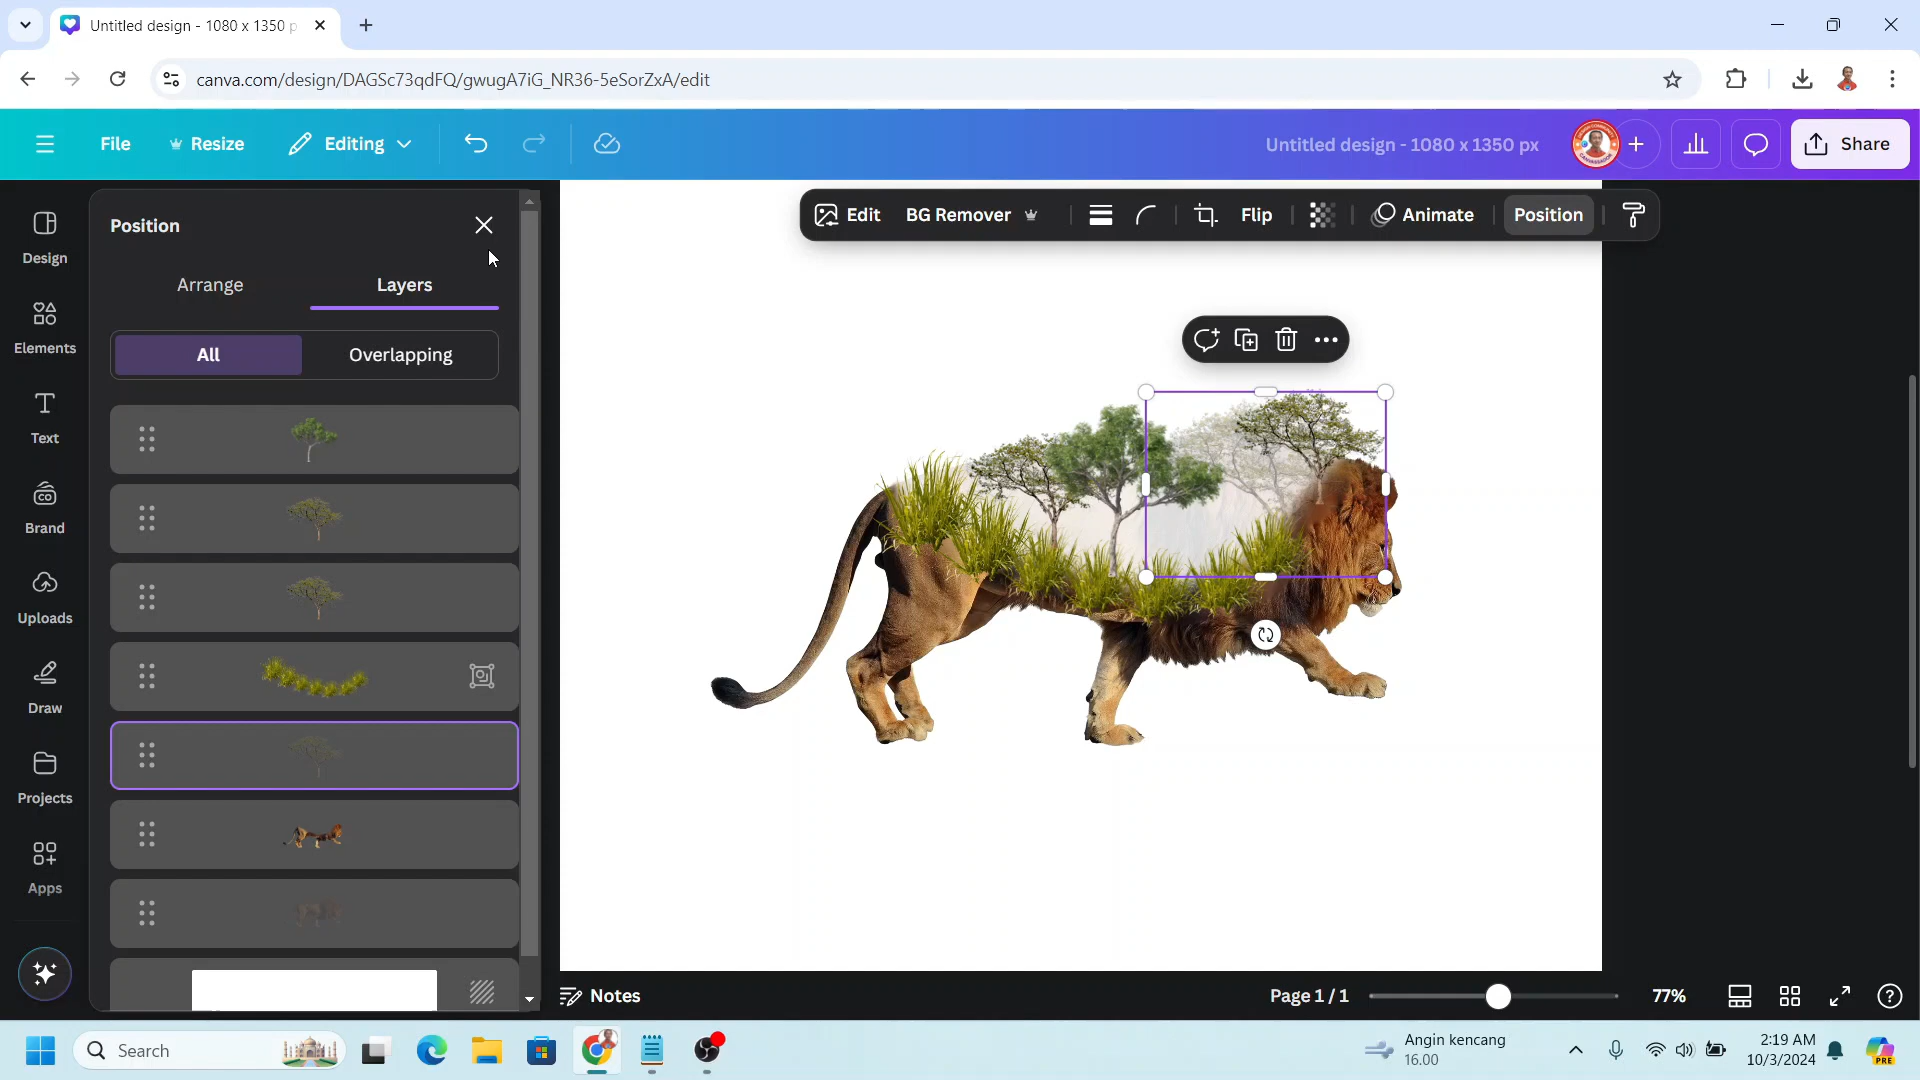 Untitled design - 1080 x 1350 p
canva.com/design/DAGSc73qdFQ/gwugA7iG_NR36-5eSorZxA/edit
File
Resize
Editing
Untitled design - 1080 x 1350 px
Share
Design
Elements
Text
Brand
Uploads
Draw
Projects
Apps
Position
Arrange
Layers
All
Overlapping
Edit
BG Remover
Flip
Animate
Position
Notes
Page 1 / 1
77%
Search
Angin kencang
16.00
2:19 AM
10/3/2024
PRE